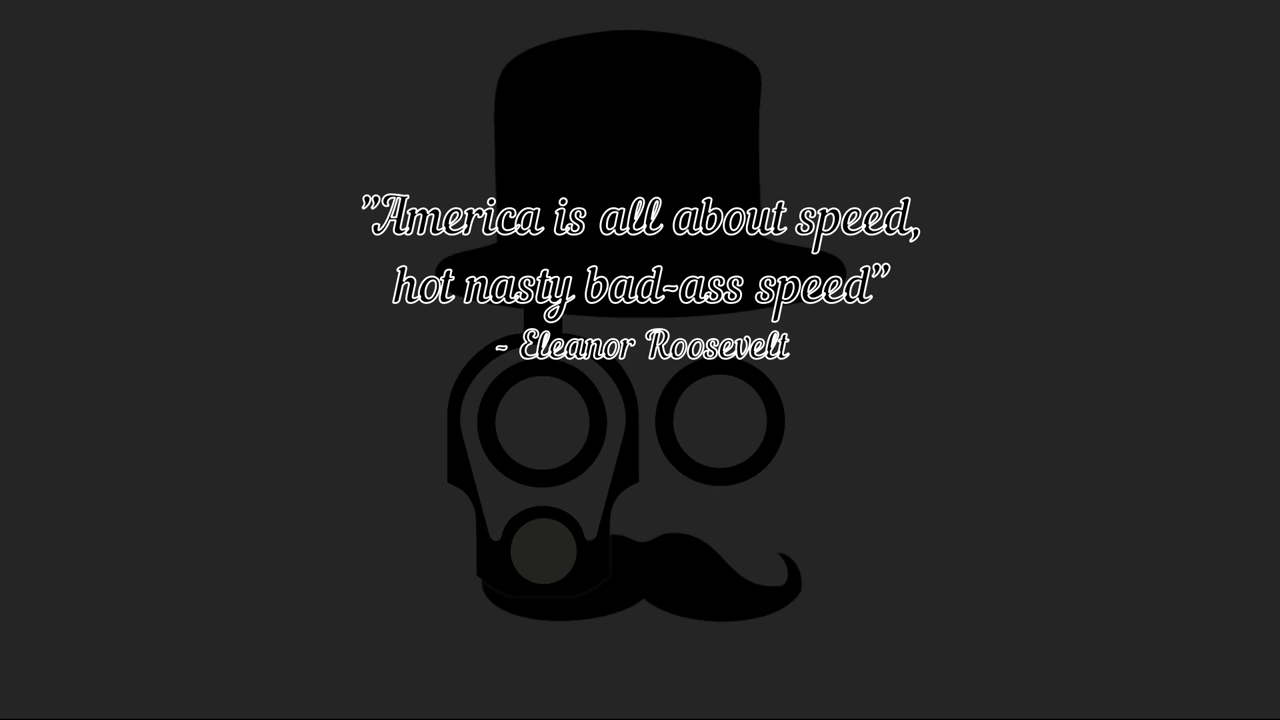 "America is all about speed,
hot nasty bad-ass speed"
~ Eleanor Roosevelt